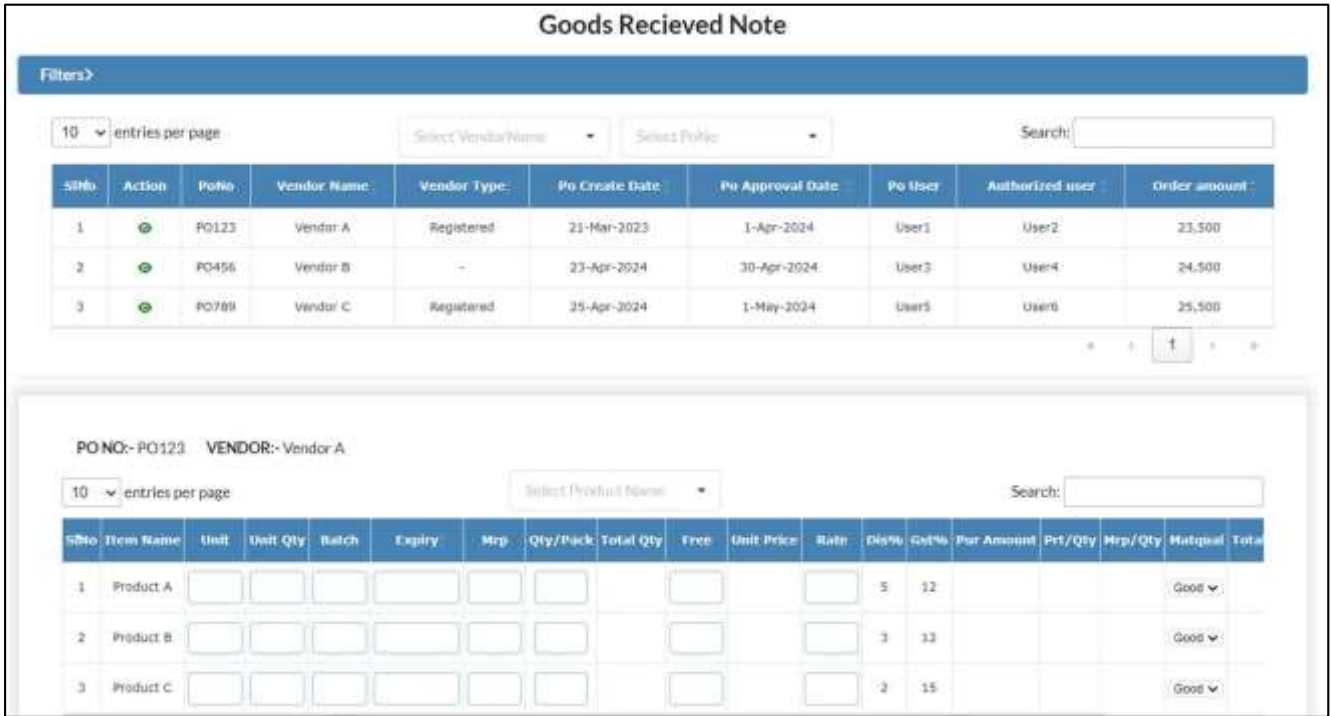 Goods Recieved Note
Filters>
10 entries per page Select VendorName Select PoNo Search:
SlNo Action PoNo Vendor Name Vendor Type Po Create Date Po Approval Date Po User Authorized user Order amount
1 PO123 Vendor A Registered 21-Mar-2023 1-Apr-2024 User1 User2 23,500
2 PO456 Vendor B - 23-Apr-2024 30-Apr-2024 User3 User4 24,500
3 PO789 Vendor C Registered 25-Apr-2024 1-May-2024 User5 User6 25,500
« ‹ 1 › »
PO NO:- PO123 VENDOR:- Vendor A
10 entries per page Select Product Name Search:
SlNo Item Name Unit Unit Qty Batch Expiry Mrp Qty/Pack Total Qty Free Unit Price Rate Dis% Gst% Pur Amount Prt/Qty Mrp/Qty Matqual Total
1 Product A 5 12 Good
2 Product B 3 13 Good
3 Product C 2 15 Good